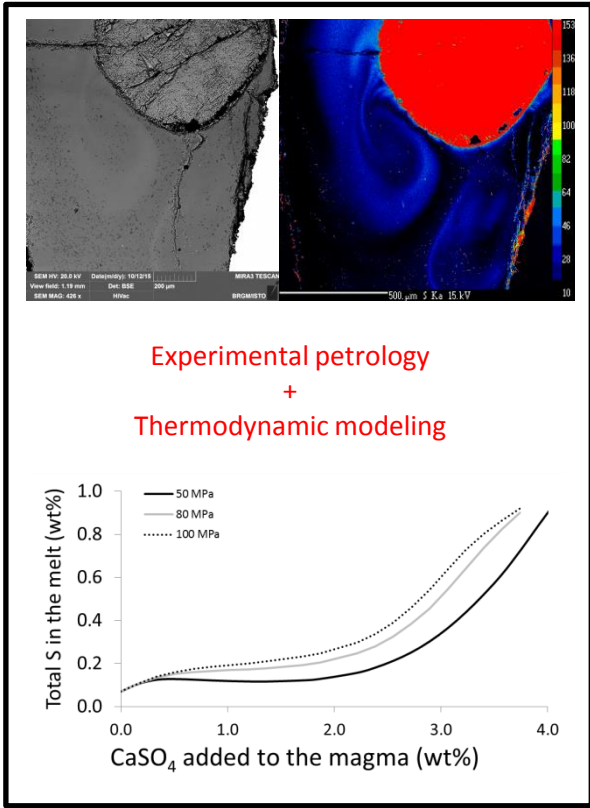 SEM HV: 20.0 kV Date(m/d/y): 10/12/15 MIRA3 TESCAN
View field: 1.19 mm Det: BSE 200 µm
SEM MAG: 426 x HiVac BRGM/ISTO
153
136
118
100
82
64
46
28
10
500.µm S Ka 15.kV
Experimental petrology
+
Thermodynamic modeling
Total S in the melt (wt%)
1.0
0.8
0.6
0.4
0.2
0.0
50 MPa
80 MPa
100 MPa
0.0 1.0 2.0 3.0 4.0
CaSO₄ added to the magma (wt%)